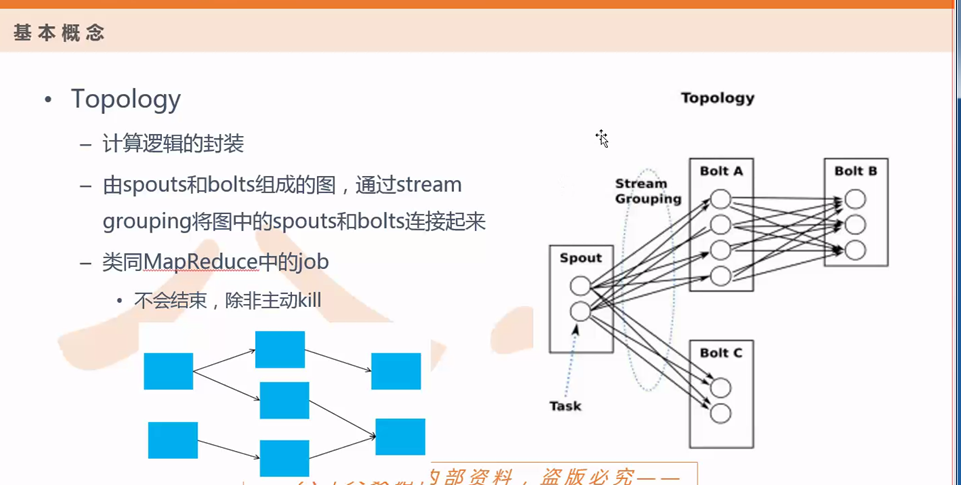 基本概念
• Topology
– 计算逻辑的封装
– 由spouts和bolts组成的图，通过stream
grouping将图中的spouts和bolts连接起来
– 类同MapReduce中的job
• 不会结束，除非主动kill
Topology
Stream
Grouping
Bolt A
Bolt B
Spout
Bolt C
Task
内部资料，盗版必究——